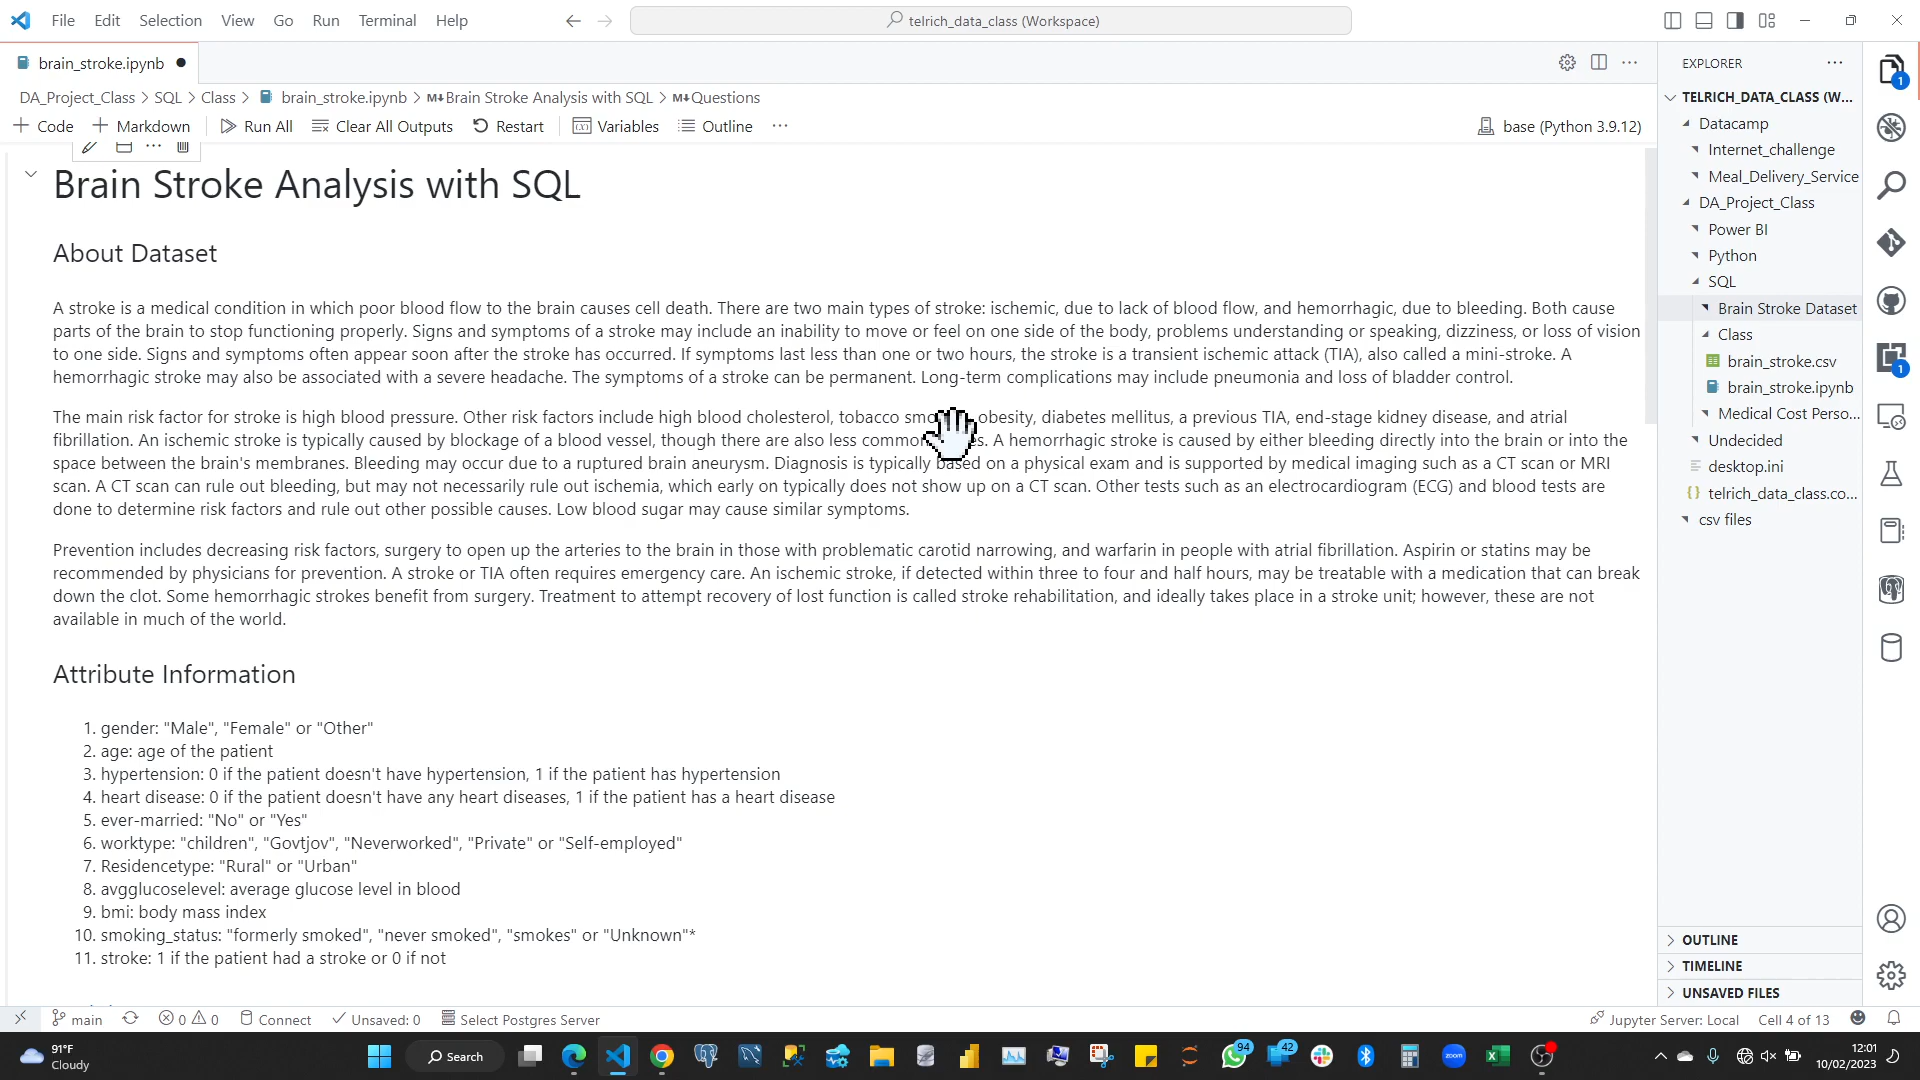 File Edit Selection View Go Run Terminal Help
telrich_data_class (Workspace)
brain_stroke.ipynb
DA_Project_Class > SQL > Class > brain_stroke.ipynb > M↓Brain Stroke Analysis with SQL > M↓Questions
+ Code + Markdown Run All Clear All Outputs Restart Variables Outline ... base (Python 3.9.12)
Brain Stroke Analysis with SQL
About Dataset
A stroke is a medical condition in which poor blood flow to the brain causes cell death. There are two main types of stroke: ischemic, due to lack of blood flow, and hemorrhagic, due to bleeding. Both cause
parts of the brain to stop functioning properly. Signs and symptoms of a stroke may include an inability to move or feel on one side of the body, problems understanding or speaking, dizziness, or loss of vision
to one side. Signs and symptoms often appear soon after the stroke has occurred. If symptoms last less than one or two hours, the stroke is a transient ischemic attack (TIA), also called a mini-stroke. A
hemorrhagic stroke may also be associated with a severe headache. The symptoms of a stroke can be permanent. Long-term complications may include pneumonia and loss of bladder control.
The main risk factor for stroke is high blood pressure. Other risk factors include high blood cholesterol, tobacco obesity, diabetes mellitus, a previous TIA, end-stage kidney disease, and atrial
fibrillation. An ischemic stroke is typically caused by blockage of a blood vessel, though there are also less common A hemorrhagic stroke is caused by either bleeding directly into the brain or into the
space between the brain's membranes. Bleeding may occur due to a ruptured brain aneurysm. Diagnosis is typically based on a physical exam and is supported by medical imaging such as a CT scan or MRI
scan. A CT scan can rule out bleeding, but may not necessarily rule out ischemia, which early on typically does not show up on a CT scan. Other tests such as an electrocardiogram (ECG) and blood tests are
done to determine risk factors and rule out other possible causes. Low blood sugar may cause similar symptoms.
Prevention includes decreasing risk factors, surgery to open up the arteries to the brain in those with problematic carotid narrowing, and warfarin in people with atrial fibrillation. Aspirin or statins may be
recommended by physicians for prevention. A stroke or TIA often requires emergency care. An ischemic stroke, if detected within three to four and half hours, may be treatable with a medication that can break
down the clot. Some hemorrhagic strokes benefit from surgery. Treatment to attempt recovery of lost function is called stroke rehabilitation, and ideally takes place in a stroke unit; however, these are not
available in much of the world.
Attribute Information
1. gender: "Male", "Female" or "Other"
2. age: age of the patient
3. hypertension: 0 if the patient doesn't have hypertension, 1 if the patient has hypertension
4. heart disease: 0 if the patient doesn't have any heart diseases, 1 if the patient has a heart disease
5. ever-married: "No" or "Yes"
6. worktype: "children", "Govtjov", "Neverworked", "Private" or "Self-employed"
7. Residencetype: "Rural" or "Urban"
8. avgglucoselevel: average glucose level in blood
9. bmi: body mass index
10. smoking_status: "formerly smoked", "never smoked", "smokes" or "Unknown"*
11. stroke: 1 if the patient had a stroke or 0 if not
EXPLORER
TELRICH_DATA_CLASS (W...
Datacamp
Internet_challenge
Meal_Delivery_Service
DA_Project_Class
Power BI
Python
SQL
Brain Stroke Dataset
Class
brain_stroke.csv
brain_stroke.ipynb
Medical Cost Perso...
Undecided
desktop.ini
telrich_data_class.co...
csv files
OUTLINE
TIMELINE
UNSAVED FILES
1
1
main 0 0 Connect Unsaved: 0 Select Postgres Server Jupyter Server: Local Cell 4 of 13
91°F
Cloudy
Search
94
42
zoom
12:01
10/02/2023